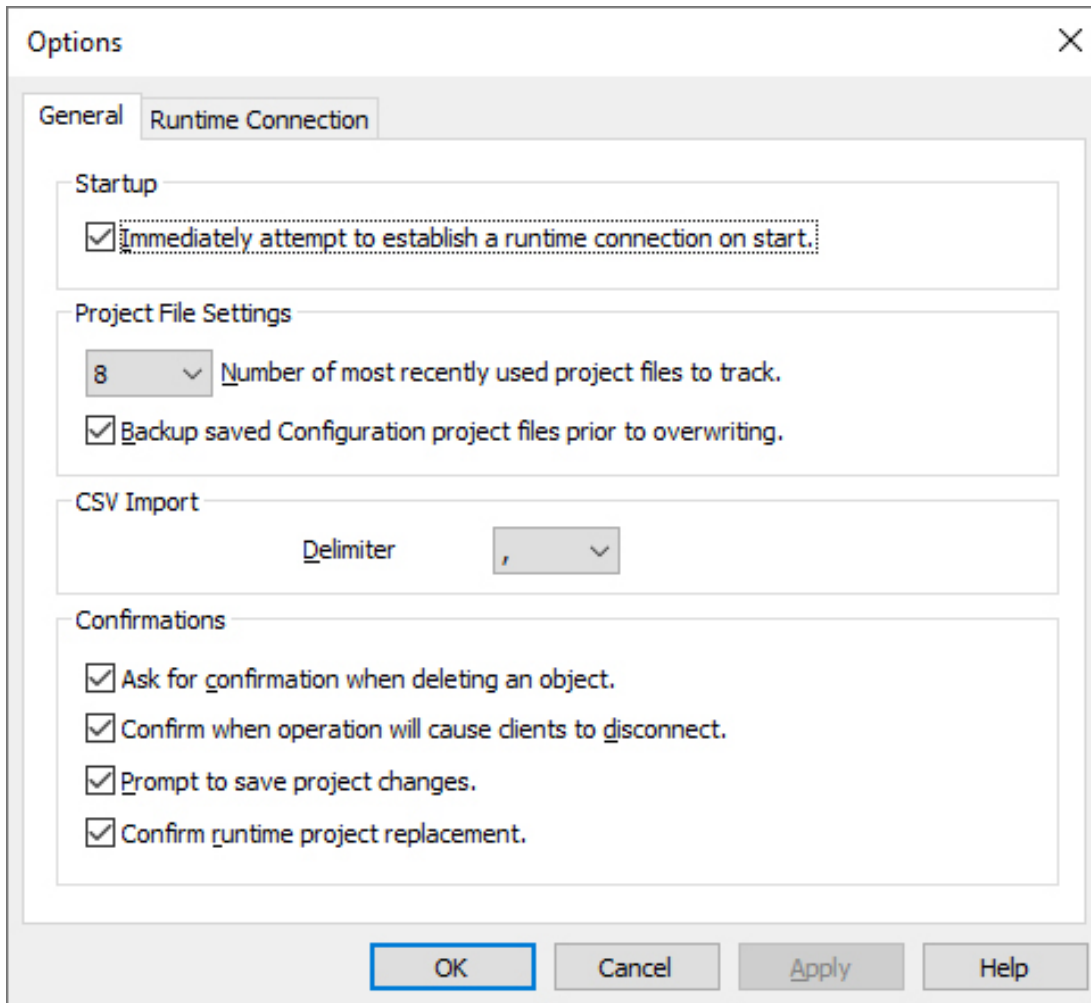 Options
General
Runtime Connection
Startup
Immediately attempt to establish a runtime connection on start.
Project File Settings
8
Number of most recently used project files to track.
Backup saved Configuration project files prior to overwriting.
CSV Import
Delimiter
,
Confirmations
Ask for confirmation when deleting an object.
Confirm when operation will cause clients to disconnect.
Prompt to save project changes.
Confirm runtime project replacement.
OK
Cancel
Apply
Help